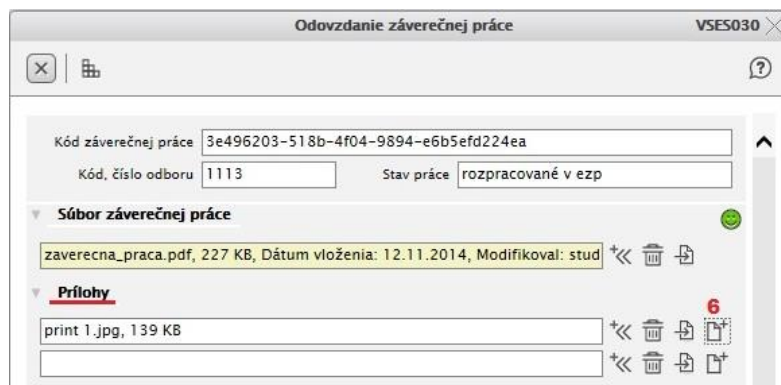 Odovzdanie záverečnej práce VSES030
Kód záverečnej práce 3e496203-518b-4f04-9894-e6b5efd224ea
Kód, číslo odboru 1113 Stav práce rozpracované v ezp
Súbor záverečnej práce
zaverecna_praca.pdf, 227 KB, Dátum vloženia: 12.11.2014, Modifikoval: stud
Prílohy
6
print 1.jpg, 139 KB